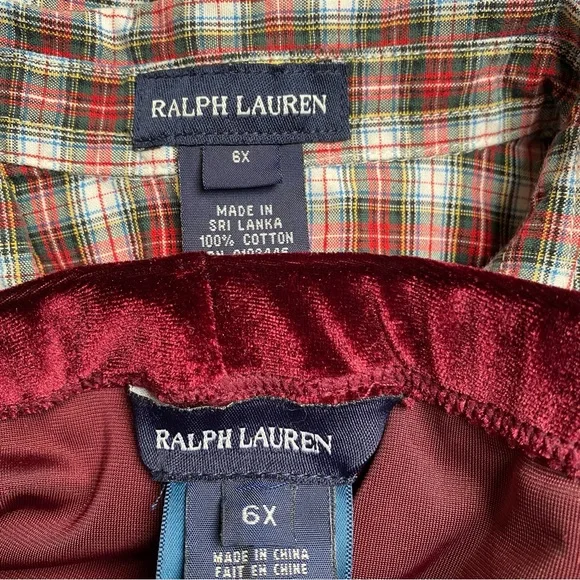 RALPH LAUREN
6X
MADE IN
SRI LANKA
100% COTTON
RALPH LAUREN
6X
MADE IN CHINA
FAIT EN CHINE